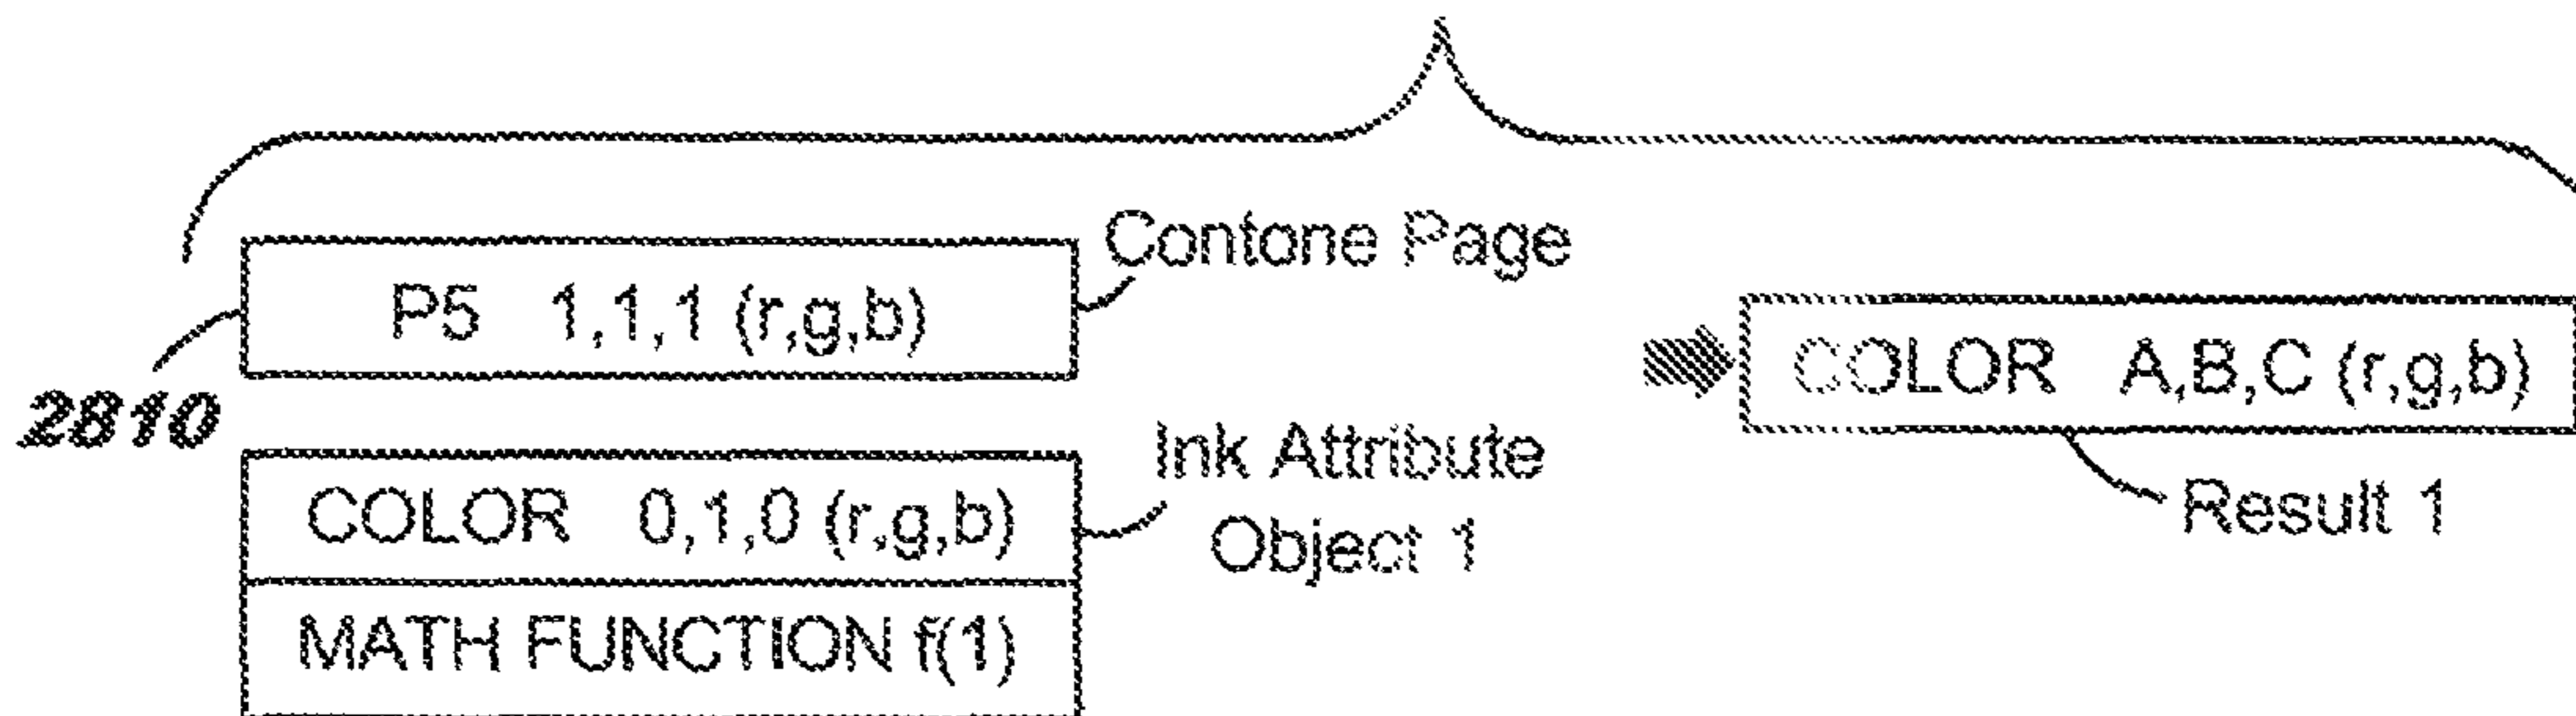 Contone Page
P5 1,1,1 (r,g,b)
2810
COLOR A,B,C (r,g,b)
Result 1
COLOR 0,1,0 (r,g,b)
Ink Attribute
Object 1
MATH FUNCTION f(1)